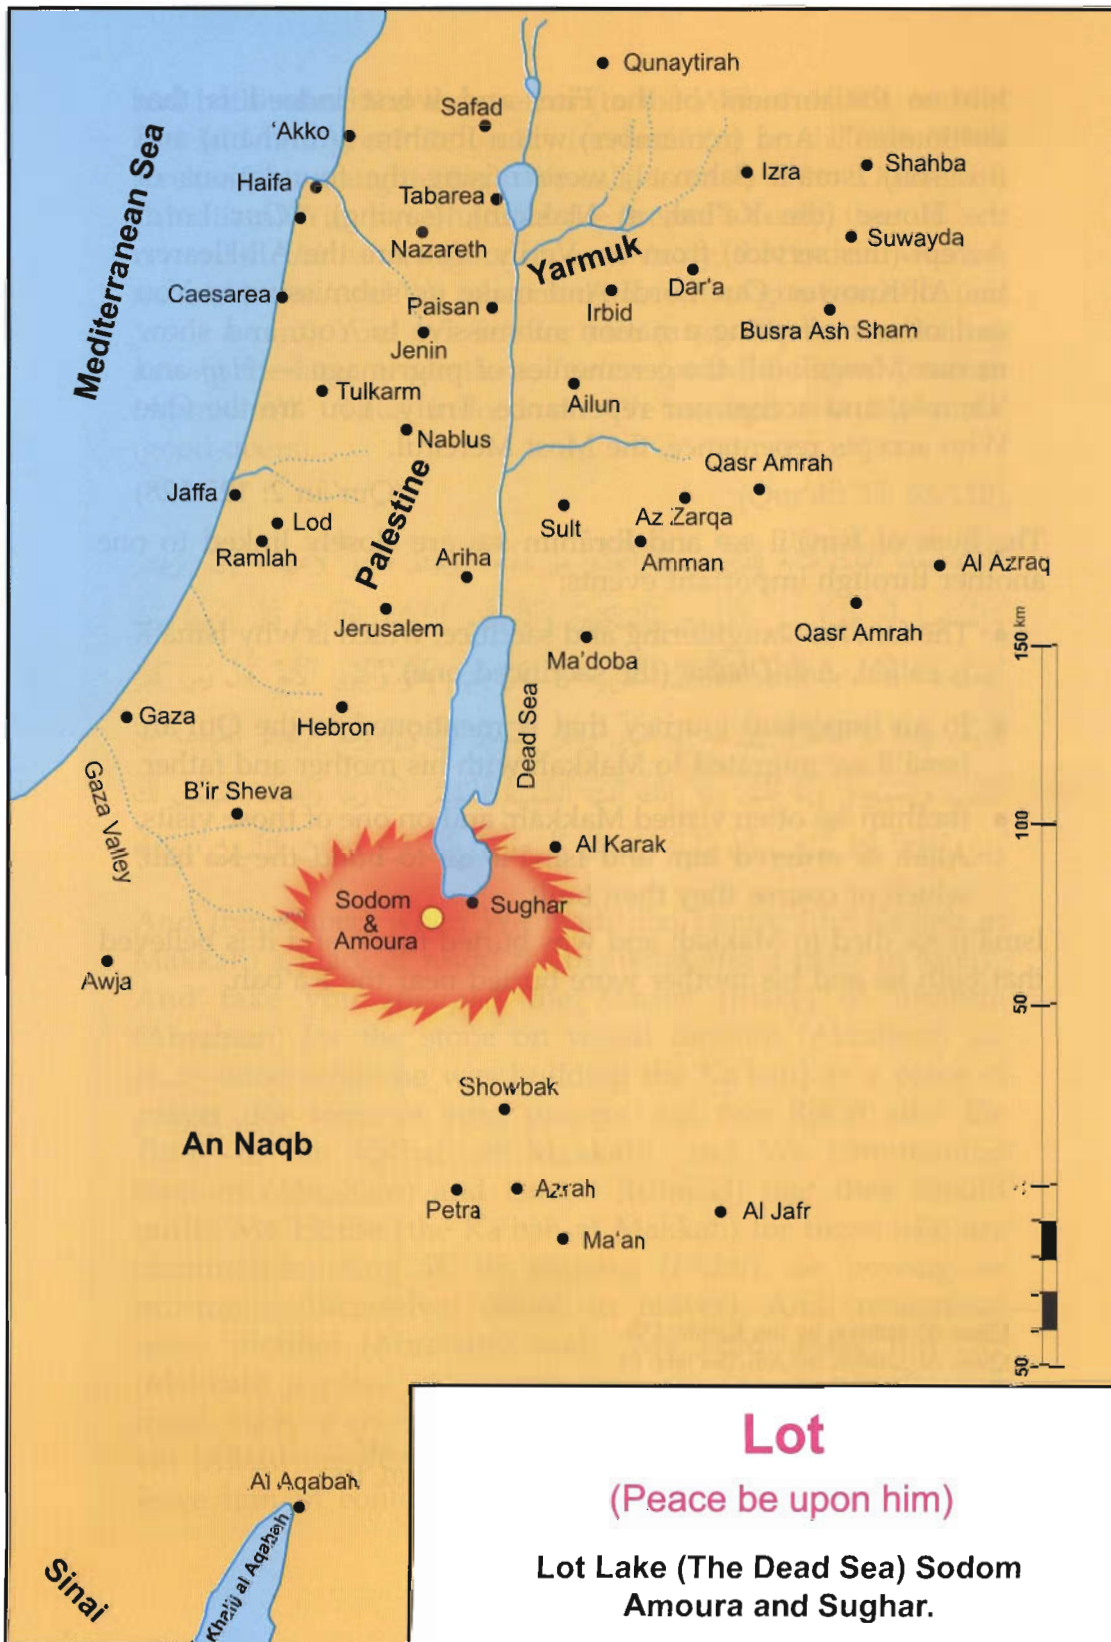 Qunaytirah
Safad
'Akko
Mediterranean Sea
Shahba
Izra
Haifa
Tabarea
Suwayda
Nazareth
Yarmuk
Dar'a
Caesarea
Paisan
Irbid
Busra Ash Sham
Jenin
Tulkarm
Ailun
Nablus
Qasr Amrah
Jaffa
Palestine
Lod
Sult
Az Zarqa
Ramlah
Ariha
Amman
Al Azraq
Jerusalem
Qasr Amrah
Ma'doba
150 km
Gaza
Hebron
Dead Sea
Gaza Valley
B'ir Sheva
100
Al Karak
Sodom
&
Amoura
Sughar
Awja
50
Showbak
An Naqb
Petra
Azrah
Al Jafr
Ma'an
50
Al Aqabah
Khalij al Aqabah
Sinai
Lot
(Peace be upon him)
Lot Lake (The Dead Sea) Sodom
Amoura and Sughar.